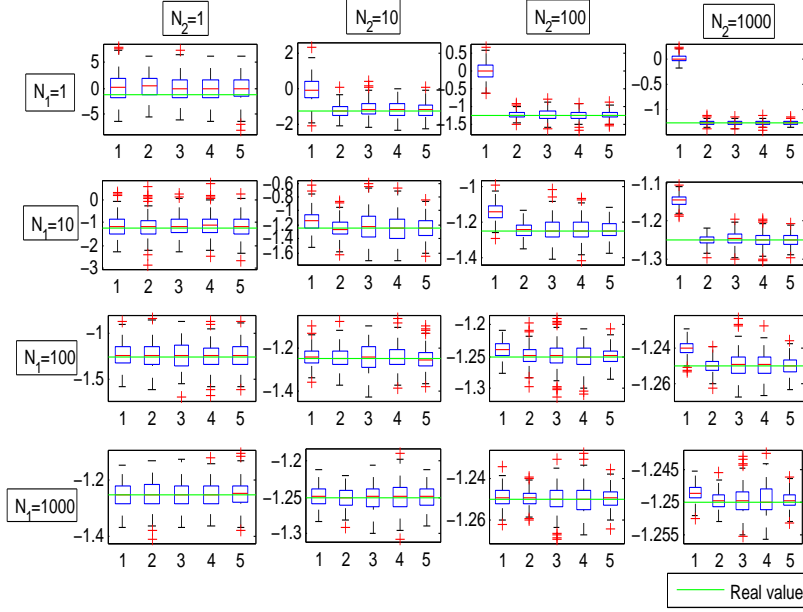 N2=1 N2=10 N2=100 N2=1000
N1=1
5 0 −5
1 2 3 4 5
2 0 −2
1 2 3 4 5
0.5 0 −0.5 −1 −1.5
1 2 3 4 5
0 −0.5 −1
1 2 3 4 5
N1=10
0 −1 −2 −3
1 2 3 4 5
−0.6 −0.8 −1 −1.2 −1.4 −1.6
1 2 3 4 5
−1 −1.2 −1.4
1 2 3 4 5
−1.1 −1.2 −1.3
1 2 3 4 5
N1=100
−1 −1.5
1 2 3 4 5
−1.2 −1.4
1 2 3 4 5
−1.2 −1.25 −1.3
1 2 3 4 5
−1.24 −1.26
1 2 3 4 5
N1=1000
−1.2 −1.4
1 2 3 4 5
−1.2 −1.25 −1.3
1 2 3 4 5
−1.24 −1.26
1 2 3 4 5
−1.245 −1.25 −1.255
1 2 3 4 5
Real value